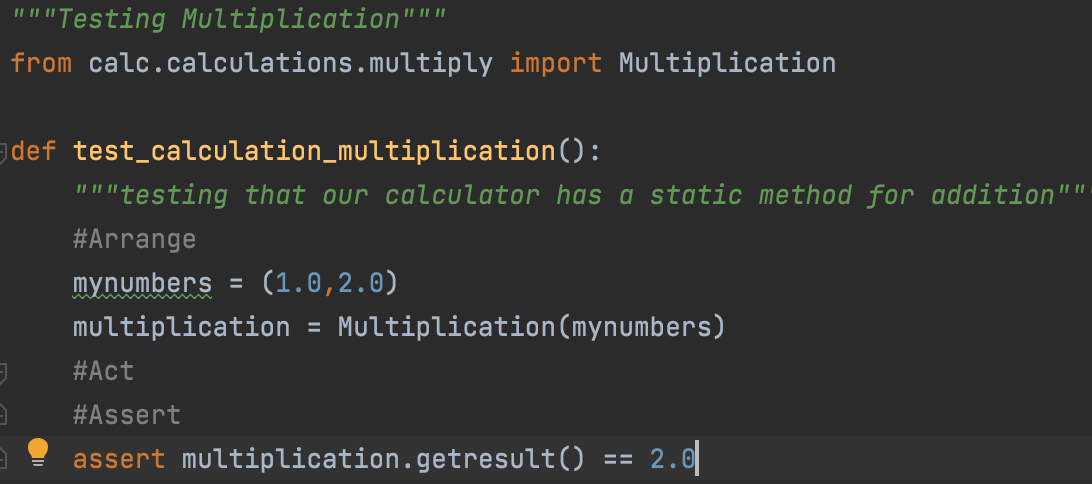 """Testing Multiplication"""
from calc.calculations.multiply import Multiplication
def test_calculation_multiplication():
"""testing that our calculator has a static method for addition"""
#Arrange
mynumbers = (1.0,2.0)
multiplication = Multiplication(mynumbers)
#Act
#Assert
assert multiplication.getresult() == 2.0